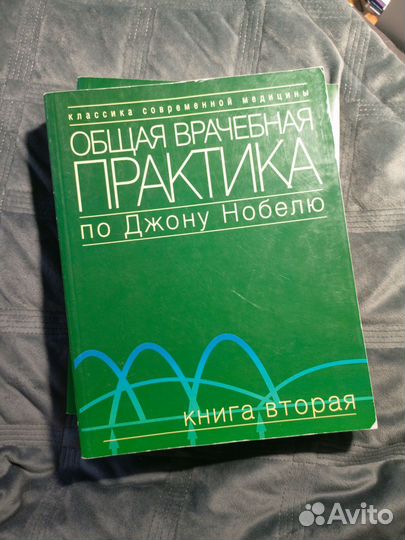 классика современной медицины
ОБЩАЯ ВРАЧЕБНАЯ
ПРАКТИКА
по Джону Нобелю
книга вторая
Avito